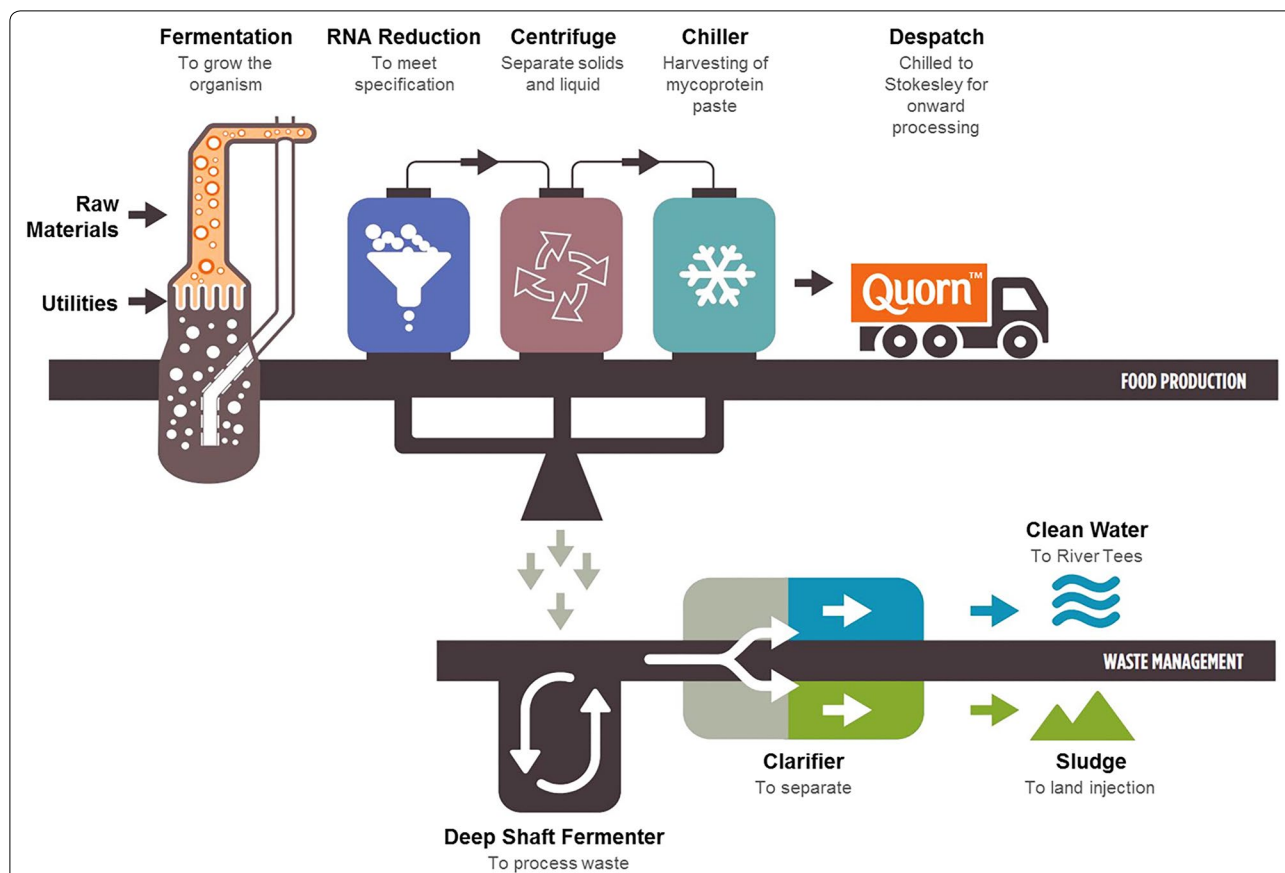 Fermentation
To grow the
organism
RNA Reduction
To meet
specification
Centrifuge
Separate solids
and liquid
Chiller
Harvesting of
mycoprotein
paste
Despatch
Chilled to
Stokesley for
onward
processing
Raw
Materials
Utilities
Quorn™
FOOD PRODUCTION
Clean Water
To River Tees
WASTE MANAGEMENT
Clarifier
To separate
Sludge
To land injection
Deep Shaft Fermenter
To process waste